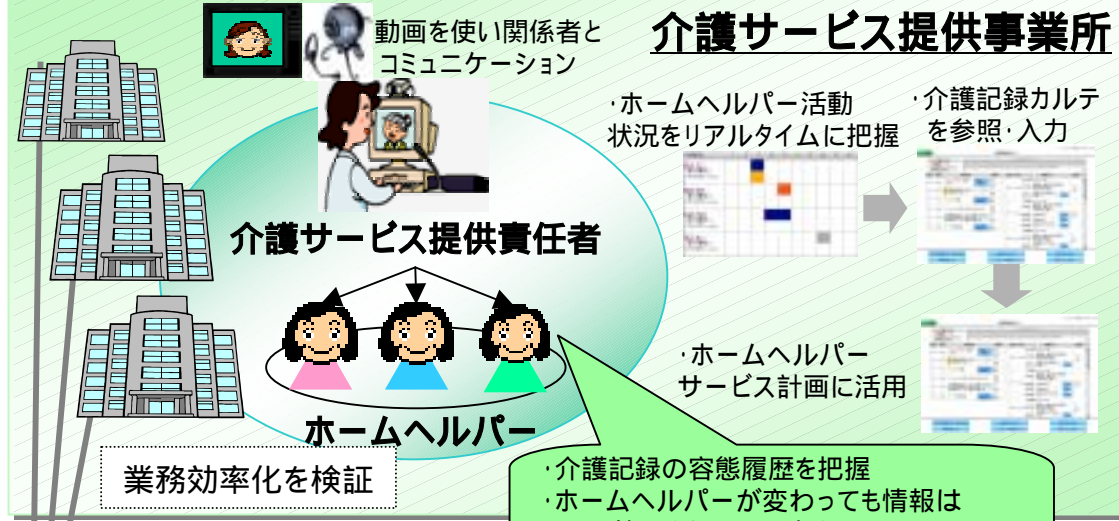 介護サービス提供事業所
動画を使い関係者と
コミュニケーション
・ホームヘルパー活動
状況をリアルタイムに把握
・介護記録カルテ
を参照・入力
介護サービス提供責任者
・ホームヘルパー
サービス計画に活用
ホームヘルパー
業務効率化を検証
・介護記録の容態履歴を把握
・ホームヘルパーが変わっても情報は